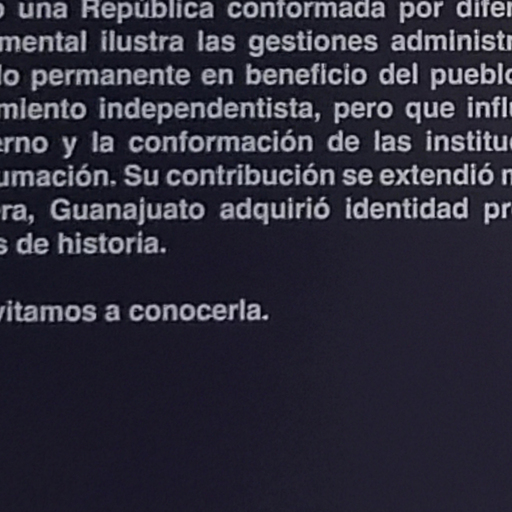 una República conformada por difer
mental ilustra las gestiones administr
lo permanente en beneficio del pueblo
miento independentista, pero que influ
erno y la conformación de las institu
umación. Su contribución se extendió
ra, Guanajuato adquirió identidad pr
s de historia.
vitamos a conocerla.